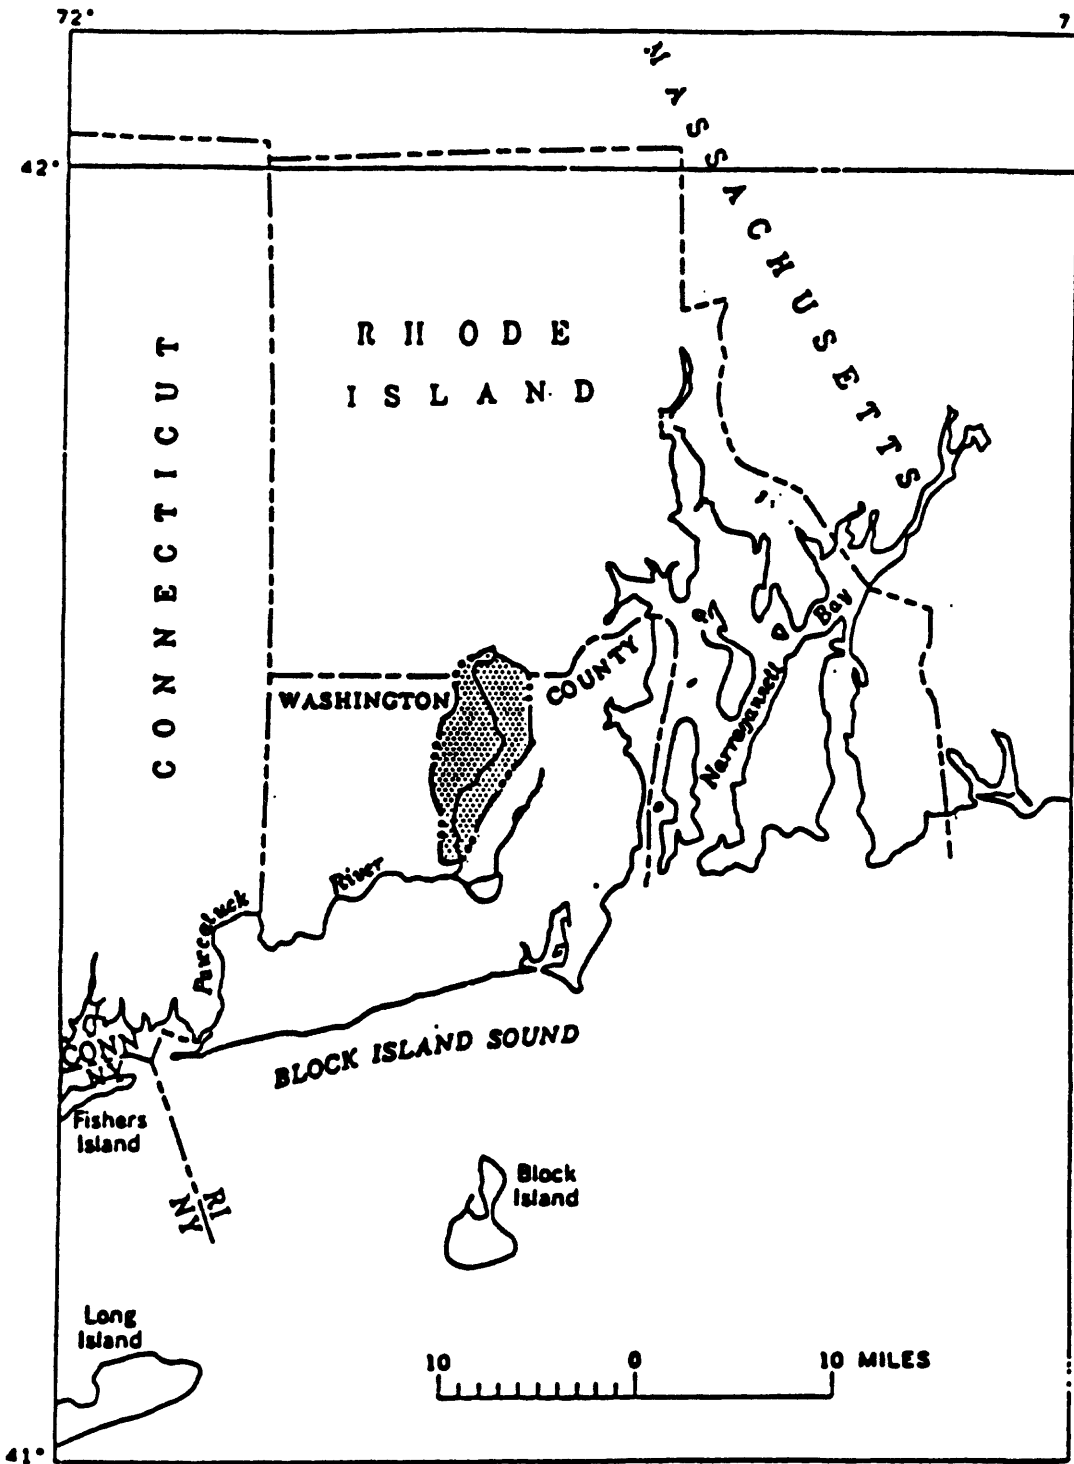 72°
7
42°
MASSACHUSETTS
RHODE
ISLAND
CONNECTICUT
WASHINGTON COUNTY
Narragansett Bay
Pawcatuck River
CONN
NY
BLOCK ISLAND SOUND
Fishers
Island
RI
NY
Block
Island
Long
Island
10 0 10 MILES
41°